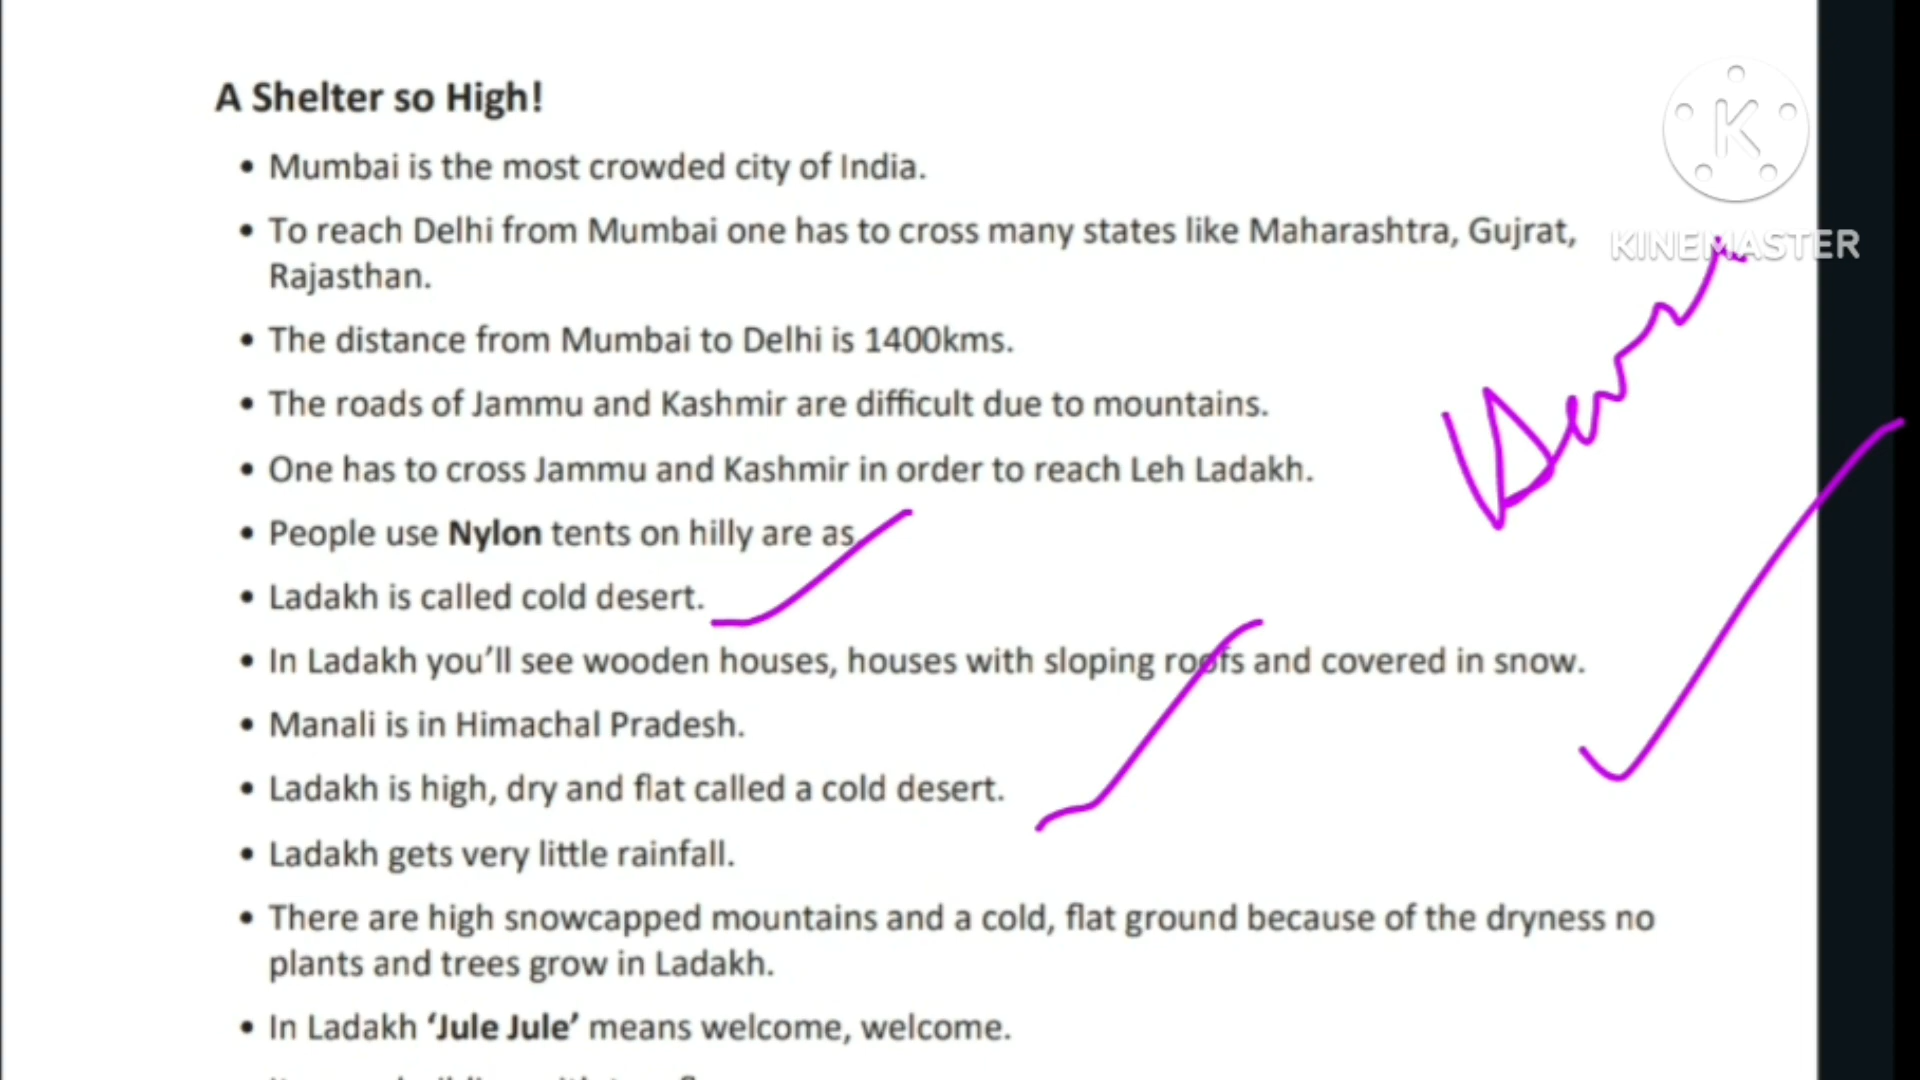 A Shelter so High!
• Mumbai is the most crowded city of India.
• To reach Delhi from Mumbai one has to cross many states like Maharashtra, Gujrat,
Rajasthan.
• The distance from Mumbai to Delhi is 1400kms.
• The roads of Jammu and Kashmir are difficult due to mountains.
• One has to cross Jammu and Kashmir in order to reach Leh Ladakh.
• People use Nylon tents on hilly are as.
• Ladakh is called cold desert.
• In Ladakh you’ll see wooden houses, houses with sloping roofs and covered in snow.
• Manali is in Himachal Pradesh.
• Ladakh is high, dry and flat called a cold desert.
• Ladakh gets very little rainfall.
• There are high snowcapped mountains and a cold, flat ground because of the dryness no
plants and trees grow in Ladakh.
• In Ladakh ‘Jule Jule’ means welcome, welcome.
K
KINEMASTER